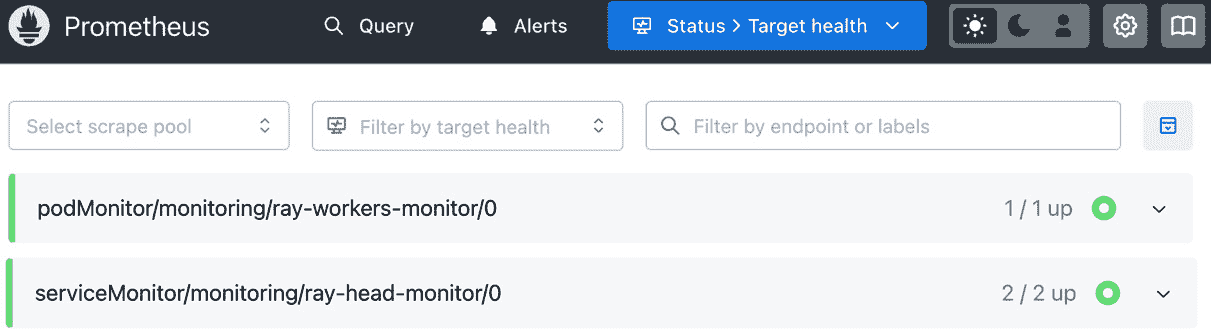 Prometheus Query Alerts Status > Target health
Select scrape pool Filter by target health Filter by endpoint or labels
podMonitor/monitoring/ray-workers-monitor/0 1 / 1 up
serviceMonitor/monitoring/ray-head-monitor/0 2 / 2 up